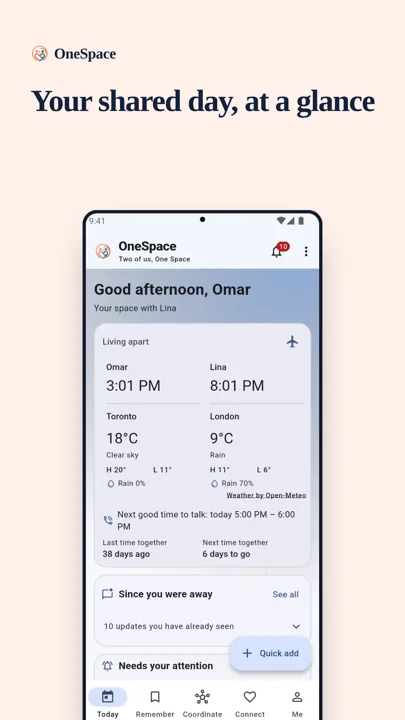 OneSpace
Your shared day, at a glance
9:41
OneSpace
10
Two of us, One Space
Good afternoon, Omar
Your space with Lina
Living apart
Omar Lina
3:01 PM 8:01 PM
Toronto London
18°C 9°C
Clear sky Rain
H 20° L 11° H 11° L 6°
Rain 0% Rain 70%
Weather by Open-Meteo
Next good time to talk: today 5:00 PM – 6:00
PM
Last time together Next time together
38 days ago 6 days to go
Since you were away See all
10 updates you have already seen
Quick add
Needs your attention
Today Remember Coordinate Connect Me